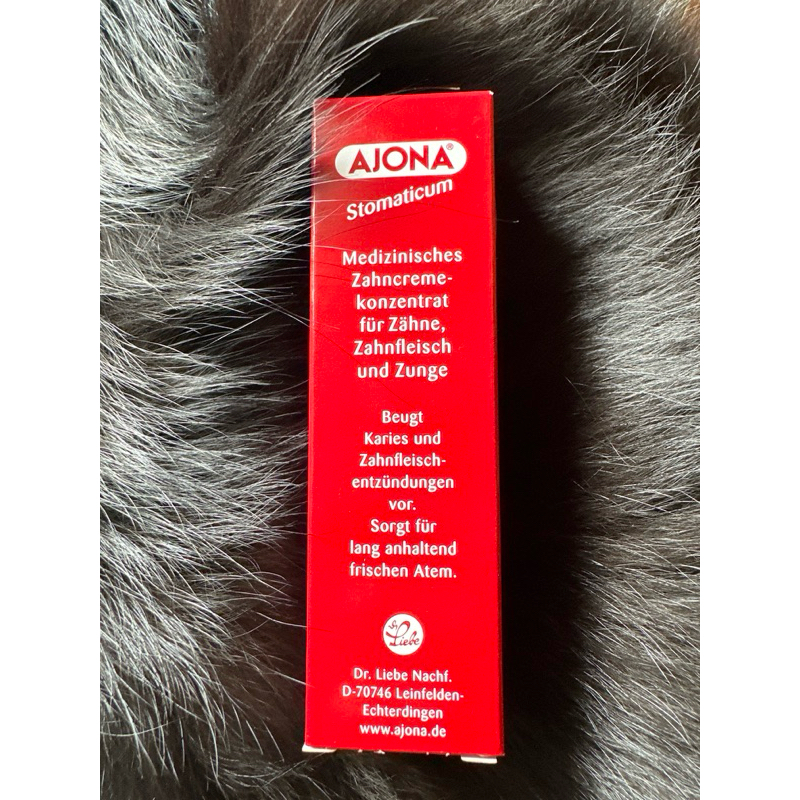 AJONA®
Stomaticum
Medizinisches
Zahncreme-
konzentrat
für Zähne,
Zahnfleisch
und Zunge
Beugt
Karies und
Zahnfleisch-
entzündungen
vor.
Sorgt für
lang anhaltend
frischen Atem.
Dr Liebe
Dr. Liebe Nachf.
D-70746 Leinfelden-
Echterdingen
www.ajona.de